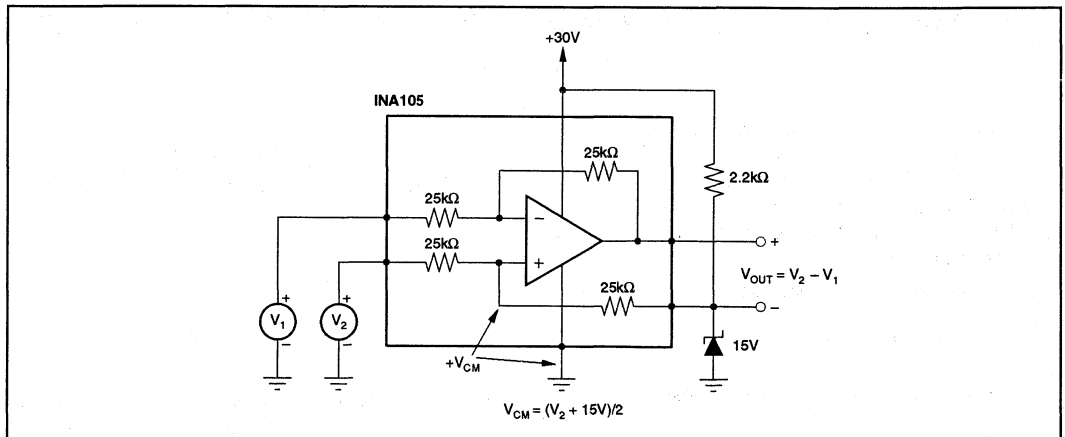 +30V
INA105
25kΩ
2.2kΩ
25kΩ
−
25kΩ
+
+
V_OUT = V_2 − V_1
25kΩ
−
+
V_1
−
+
V_2
−
+V_CM
15V
V_CM = (V_2 + 15V)/2